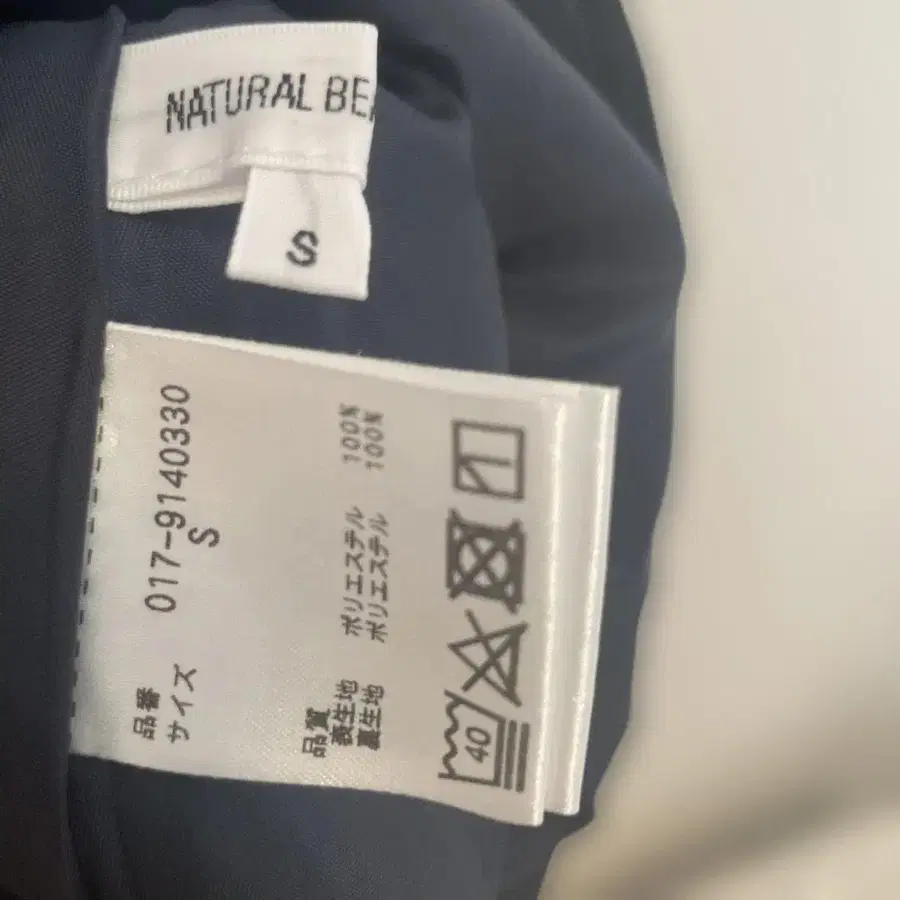 NATURAL BEA
S
品番 017-9140330
サイズ S
品質
表生地 ポリエステル 100%
裏生地 ポリエステル 100%
40